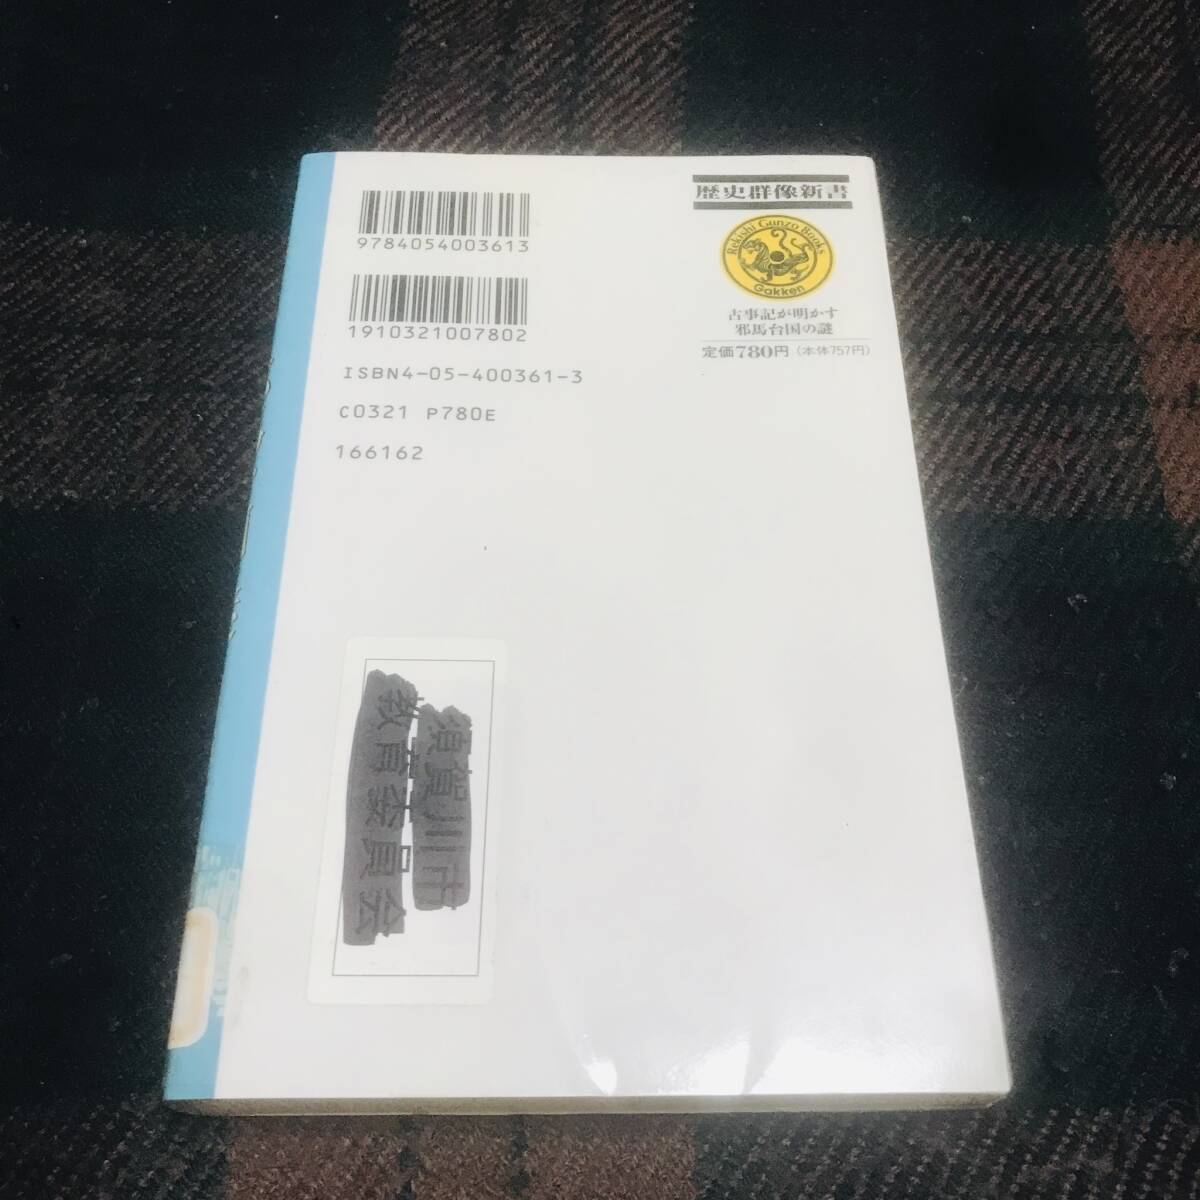 9784054003613
1910321007802
ISBN4-05-400361-3
C0321 P780E
166162
歴史群像新書
Rekishi Gunzo Books
Gakken
古事記が明かす
邪馬台国の謎
定価780円（本体757円）
須賀川市
教育委員会